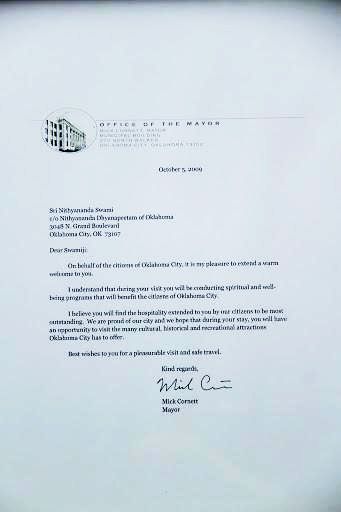 OFFICE OF THE MAYOR
MICK CORNETT, MAYOR
MUNICIPAL BUILDING
200 NORTH WALKER
OKLAHOMA CITY, OKLAHOMA 73102
October 5, 2009
Sri Nithyananda Swami
c/o Nithyananda Dhyanapeetam of Oklahoma
3048 N. Grand Boulevard
Oklahoma City, OK 73107
Dear Swamiji:
On behalf of the citizens of Oklahoma City, it is my pleasure to extend a warm
welcome to you.
I understand that during your visit you will be conducting spiritual and well-
being programs that will benefit the citizens of Oklahoma City.
I believe you will find the hospitality extended to you by our citizens to be most
outstanding. We are proud of our city and we hope that during your stay, you will have
an opportunity to visit the many cultural, historical and recreational attractions
Oklahoma City has to offer.
Best wishes to you for a pleasurable visit and safe travel.
Kind regards,
Mick Cornett
Mayor